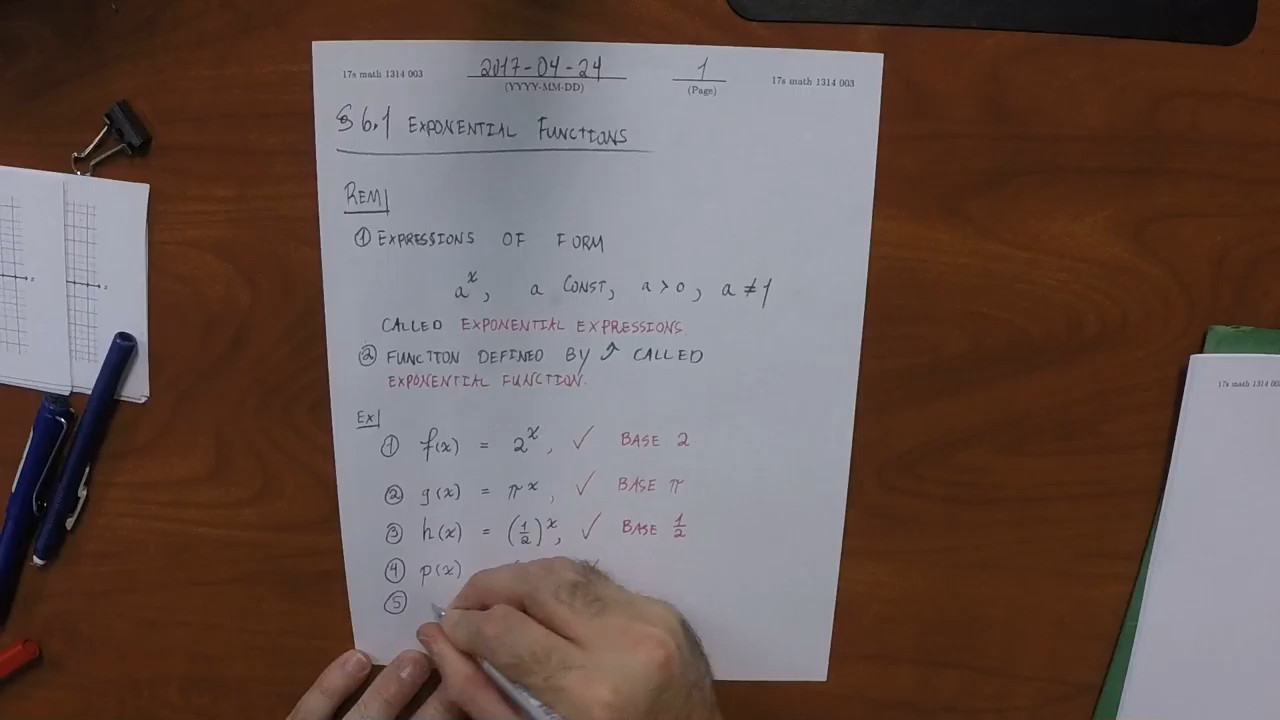 17s math 1314 003 2017-04-24 1 17s math 1314 003
(YYYY-MM-DD) (Page)
§6.1 EXPONENTIAL FUNCTIONS
REM
① EXPRESSIONS OF FORM
a^x, a CONST, a > 0, a ≠ 1
CALLED EXPONENTIAL EXPRESSIONS.
② FUNCTION DEFINED BY ⤴ CALLED
EXPONENTIAL FUNCTION.
EX
① f(x) = 2^x, ✓ BASE 2
② g(x) = π^x, ✓ BASE π
③ h(x) = (1/2)^x, ✓ BASE 1/2
④ p(x)
⑤
17s math 1314